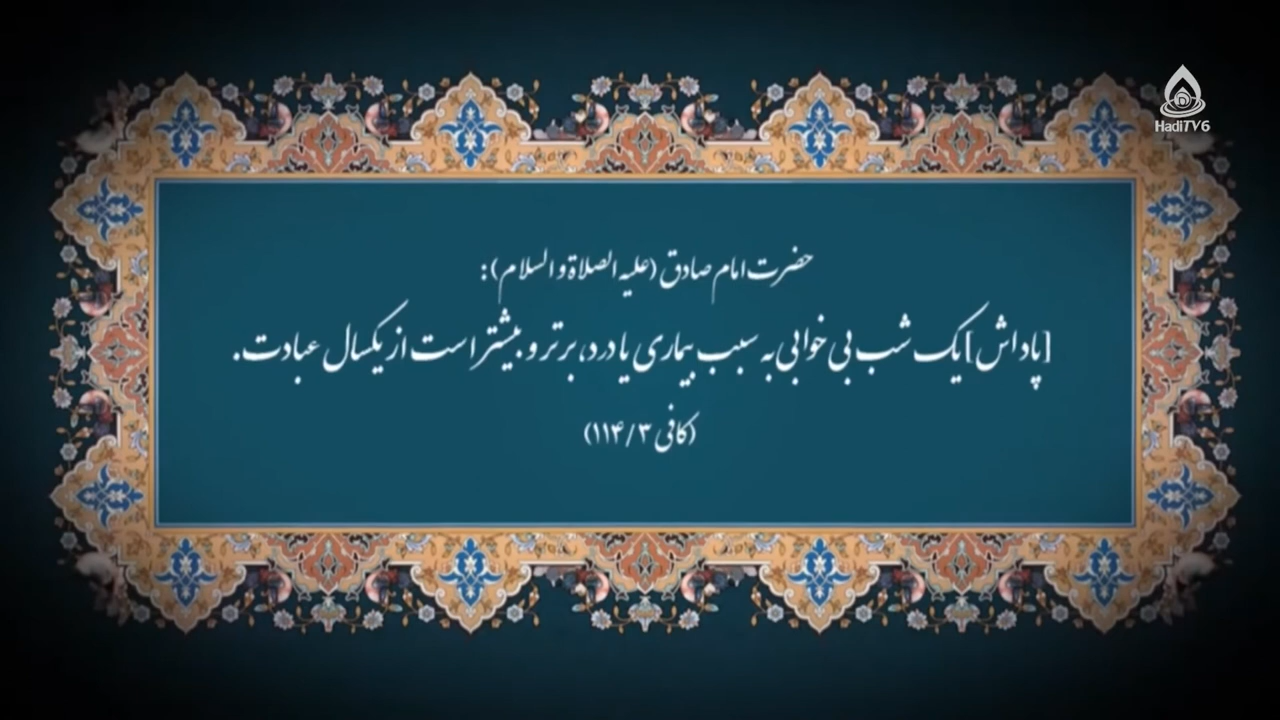 HadiTV6
حضرت امام صادق (علیه الصلاة و السلام):
[پاداش] یک شب بی خوابی به سبب بیماری یا درد، برتر و بیشتر است از یکسال عبادت.
(کافی ۳/۱۱۴)